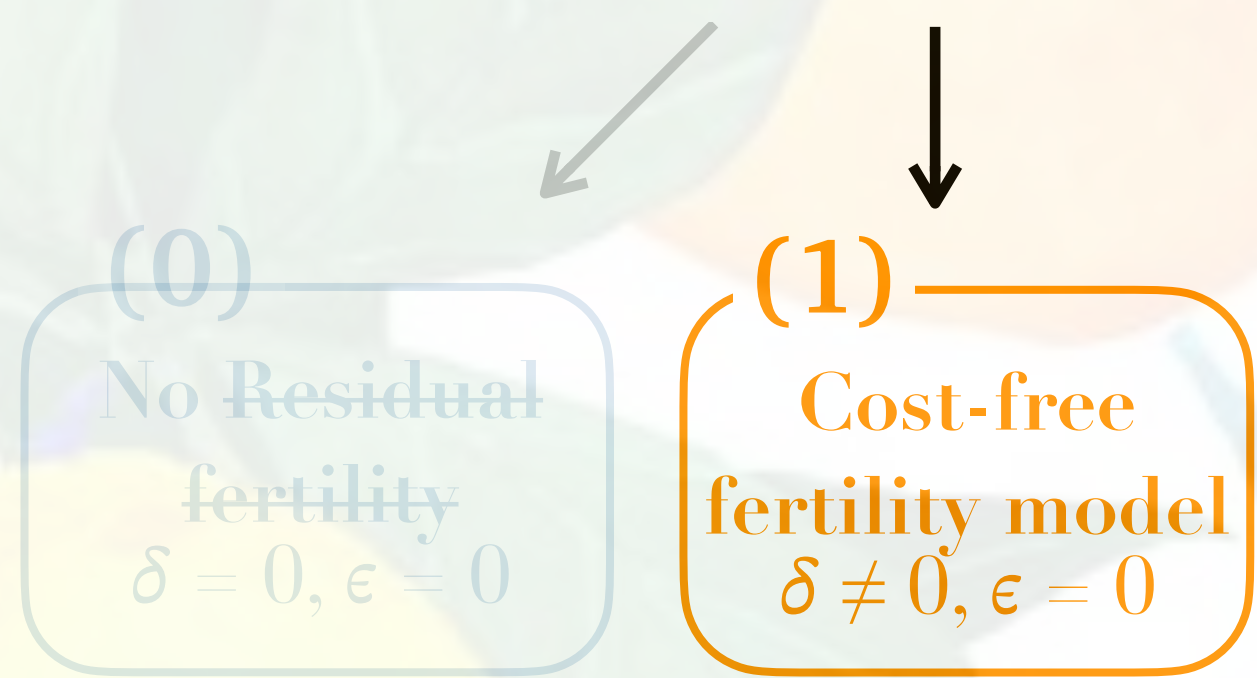 (0)
No Residual
fertility
δ = 0, ϵ = 0
(1)
Cost-free
fertility model
δ ≠ 0, ϵ = 0